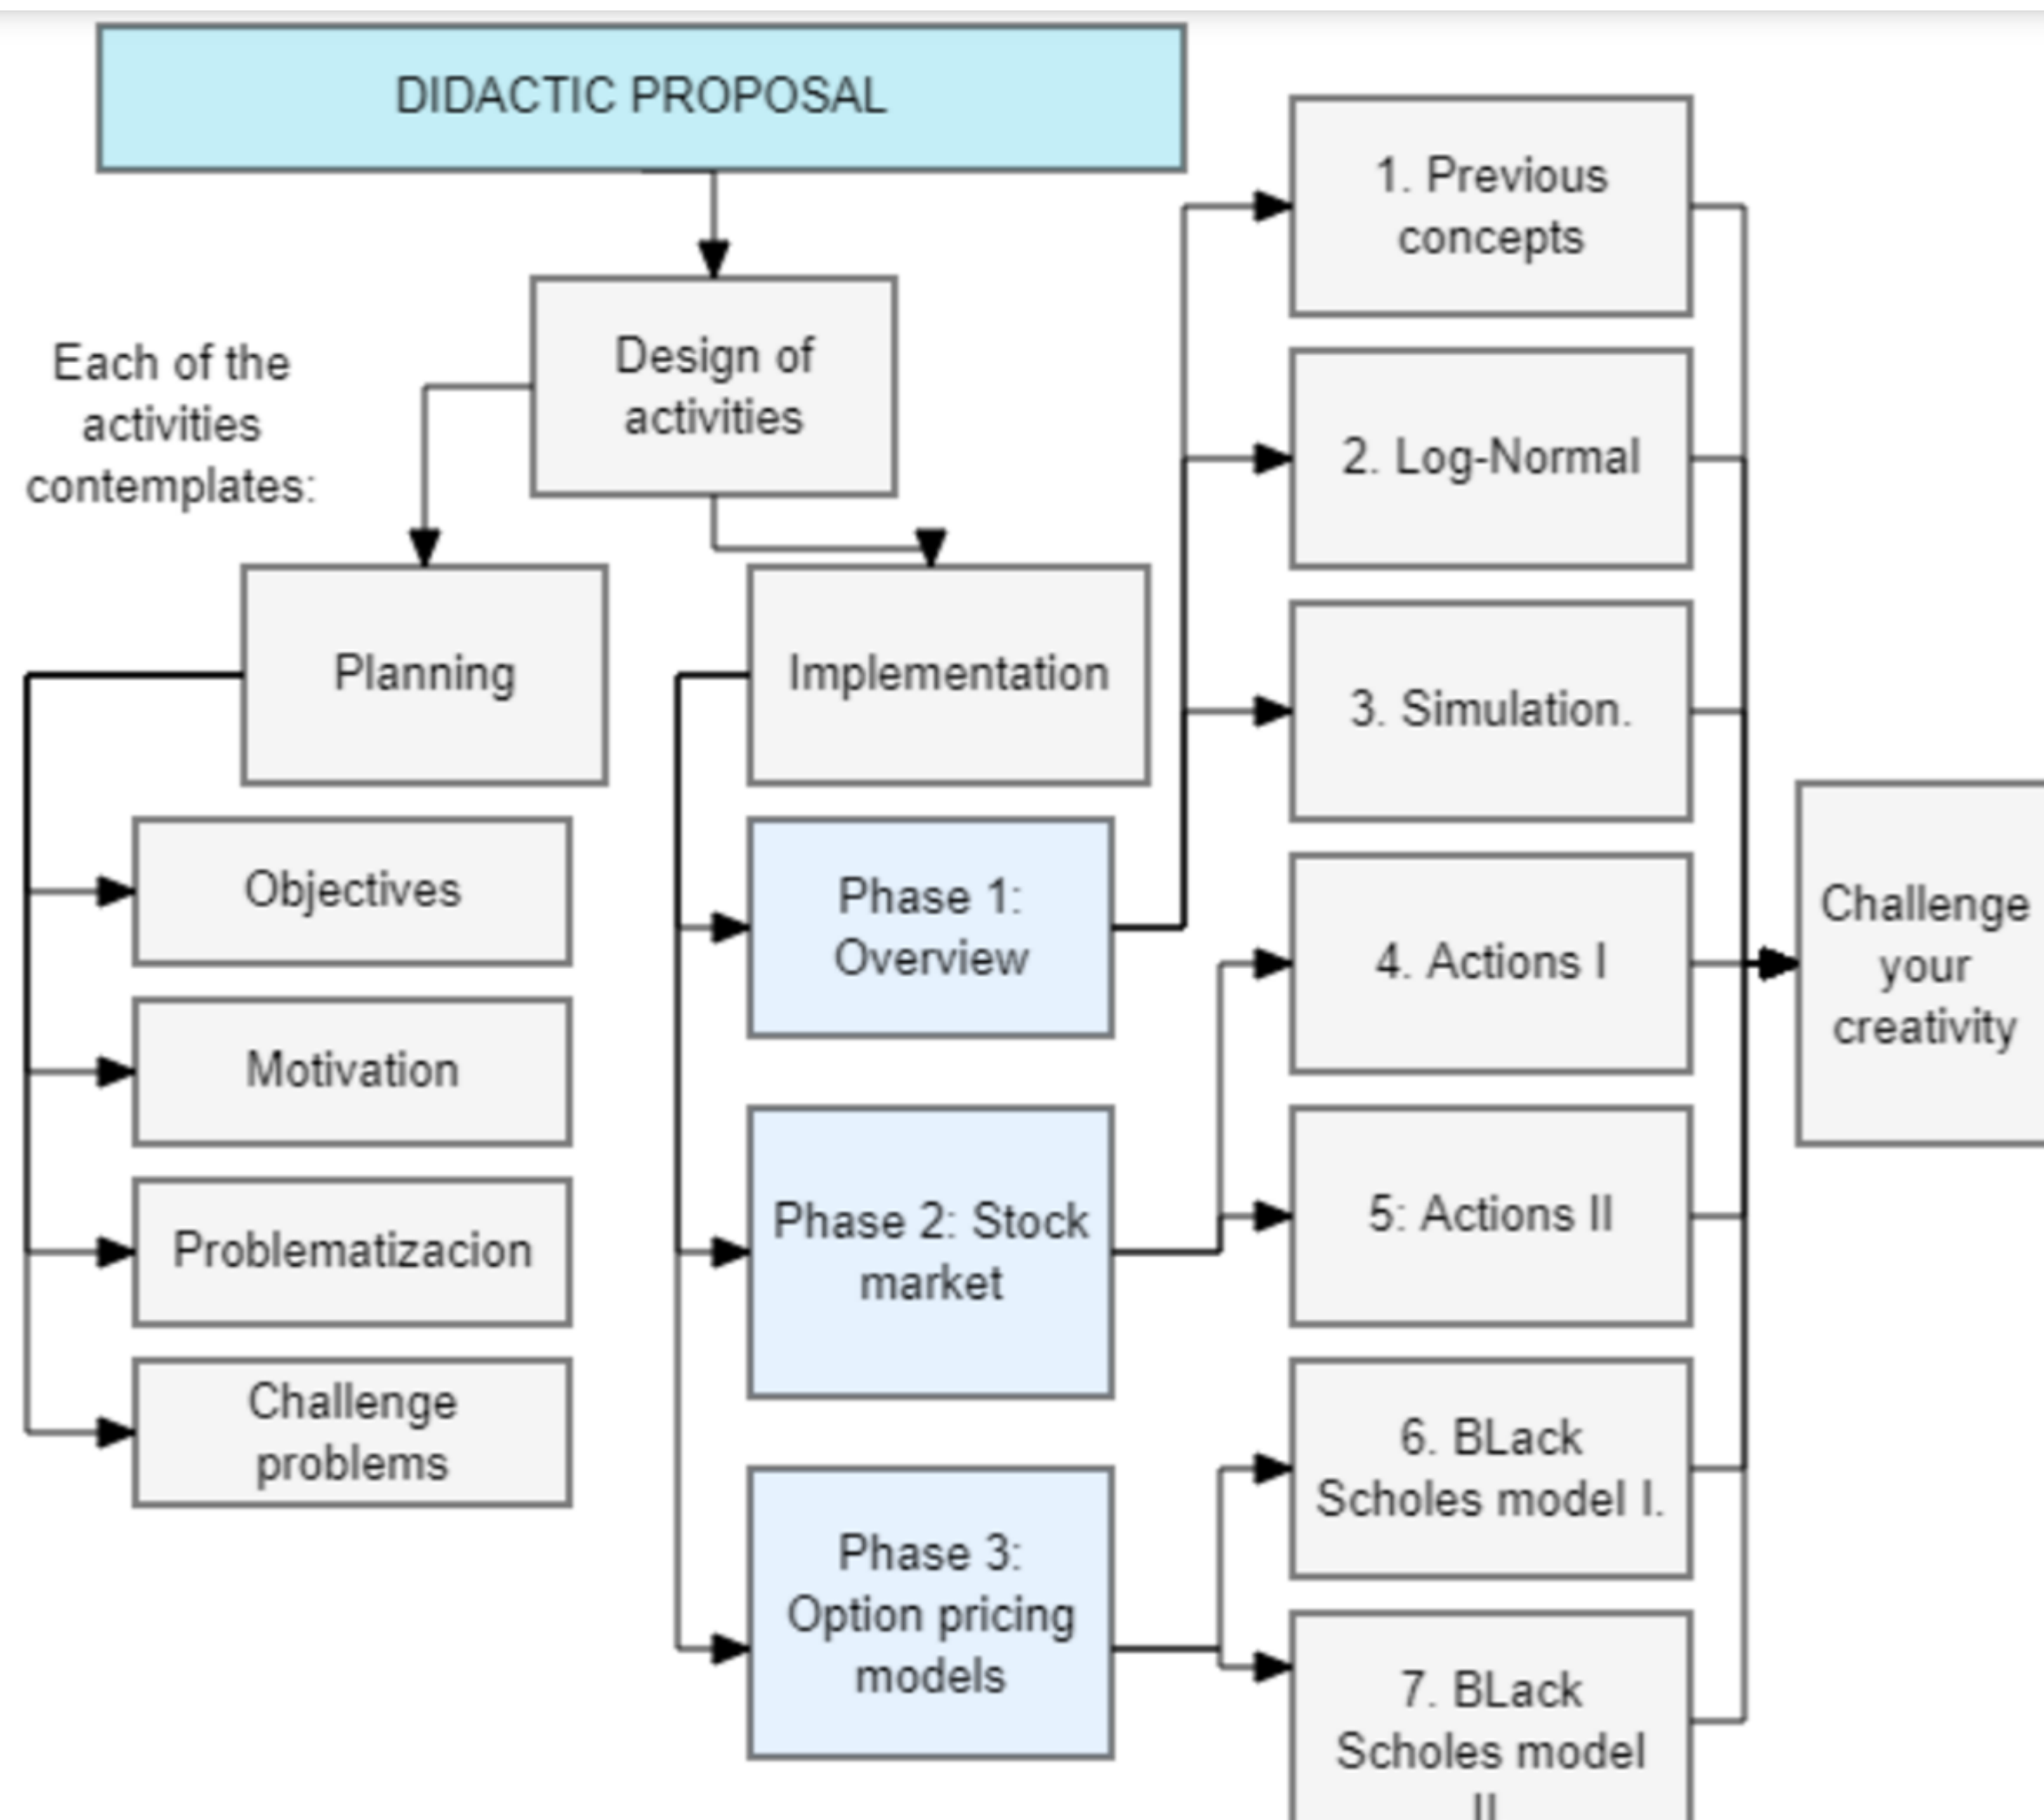 DIDACTIC PROPOSAL
Design of
activities
Each of the
activities
contemplates:
Planning
Objectives
Motivation
Problematizacion
Challenge
problems
Implementation
Phase 1:
Overview
Phase 2: Stock
market
Phase 3:
Option pricing
models
1. Previous
concepts
2. Log-Normal
3. Simulation.
4. Actions I
5: Actions II
6. BLack
Scholes model I.
7. BLack
Scholes model
II
Challenge
your
creativity